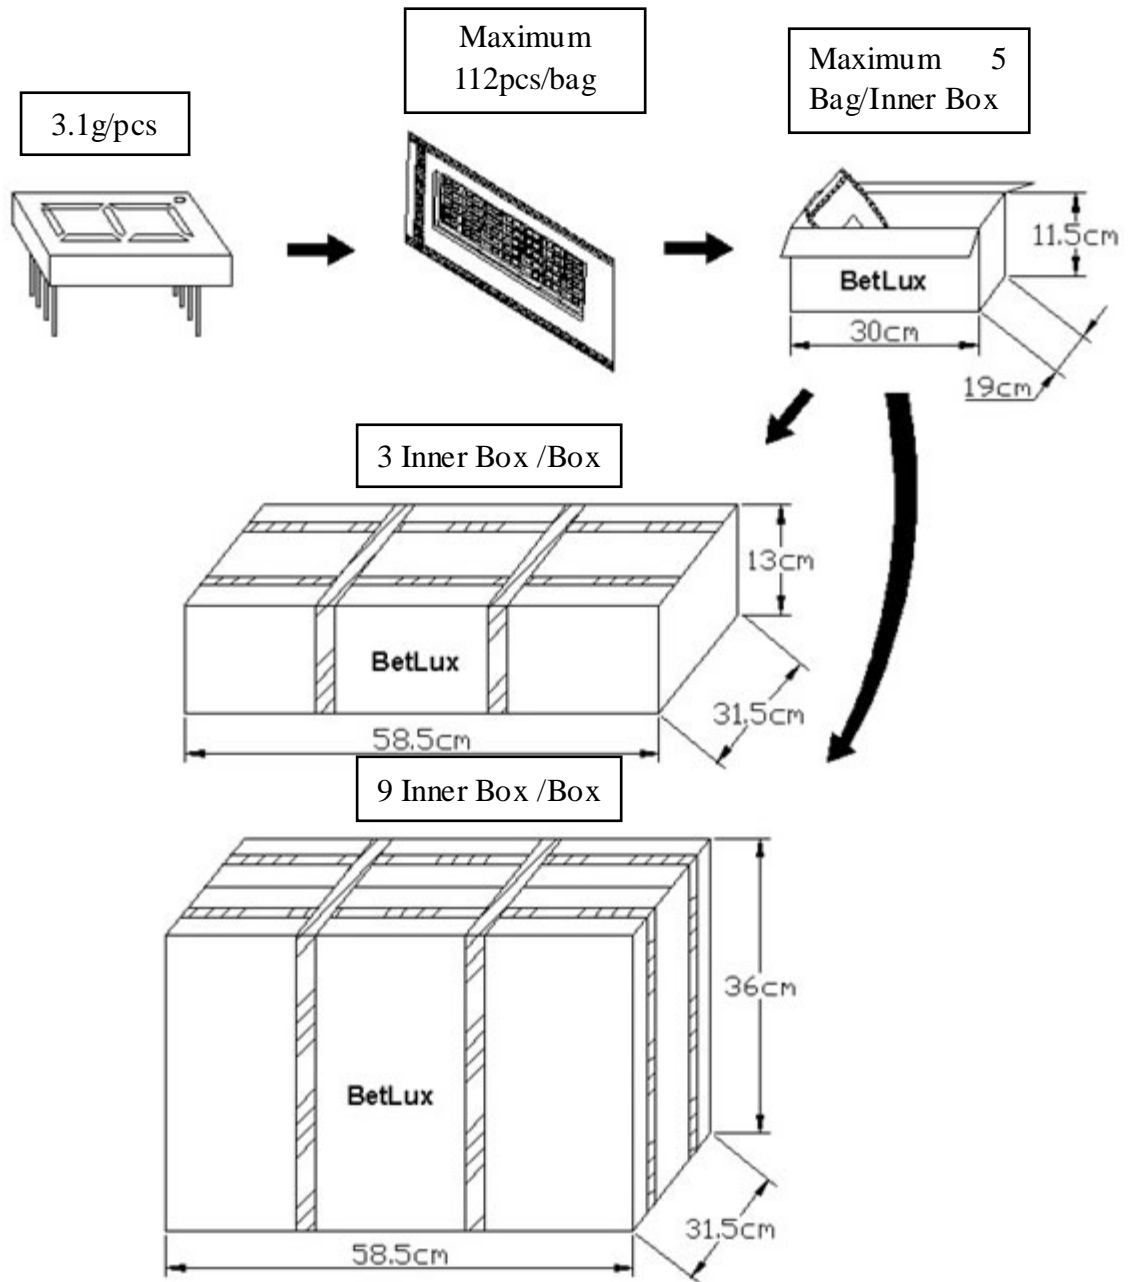 Maximum
112pcs/bag
Maximum 5
Bag/Inner Box
3.1g/pcs
11.5cm
BetLux
30cm
19cm
3 Inner Box /Box
13cm
BetLux
31.5cm
58.5cm
9 Inner Box /Box
36cm
BetLux
31.5cm
58.5cm